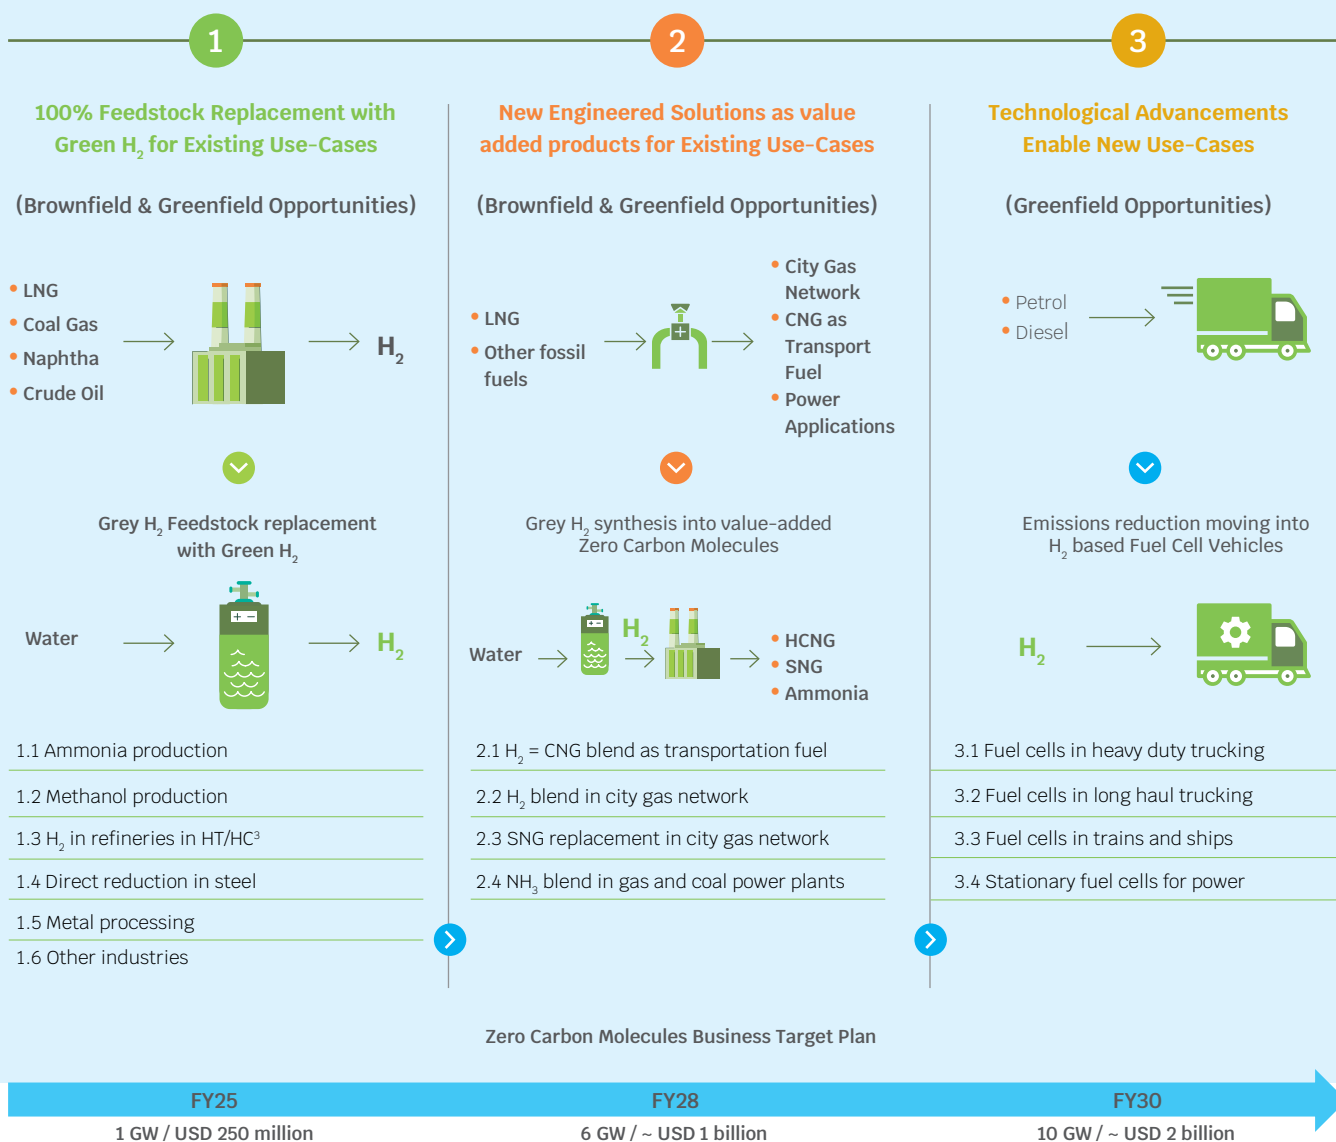 1
100% Feedstock Replacement with
Green H₂ for Existing Use-Cases
(Brownfield & Greenfield Opportunities)
• LNG
• Coal Gas
• Naphtha
• Crude Oil
H₂
Grey H₂ Feedstock replacement
with Green H₂
Water
+ −
H₂
1.1 Ammonia production
1.2 Methanol production
1.3 H₂ in refineries in HT/HC³
1.4 Direct reduction in steel
1.5 Metal processing
1.6 Other industries
2
New Engineered Solutions as value
added products for Existing Use-Cases
(Brownfield & Greenfield Opportunities)
• LNG
• Other fossil
fuels
+
• City Gas
Network
• CNG as
Transport
Fuel
• Power
Applications
Grey H₂ synthesis into value-added
Zero Carbon Molecules
Water
+ −
H₂
• HCNG
• SNG
• Ammonia
2.1 H₂ = CNG blend as transportation fuel
2.2 H₂ blend in city gas network
2.3 SNG replacement in city gas network
2.4 NH₃ blend in gas and coal power plants
3
Technological Advancements
Enable New Use-Cases
(Greenfield Opportunities)
• Petrol
• Diesel
Emissions reduction moving into
H₂ based Fuel Cell Vehicles
H₂
3.1 Fuel cells in heavy duty trucking
3.2 Fuel cells in long haul trucking
3.3 Fuel cells in trains and ships
3.4 Stationary fuel cells for power
Zero Carbon Molecules Business Target Plan
FY25
FY28
FY30
1 GW / USD 250 million
6 GW / ~ USD 1 billion
10 GW / ~ USD 2 billion